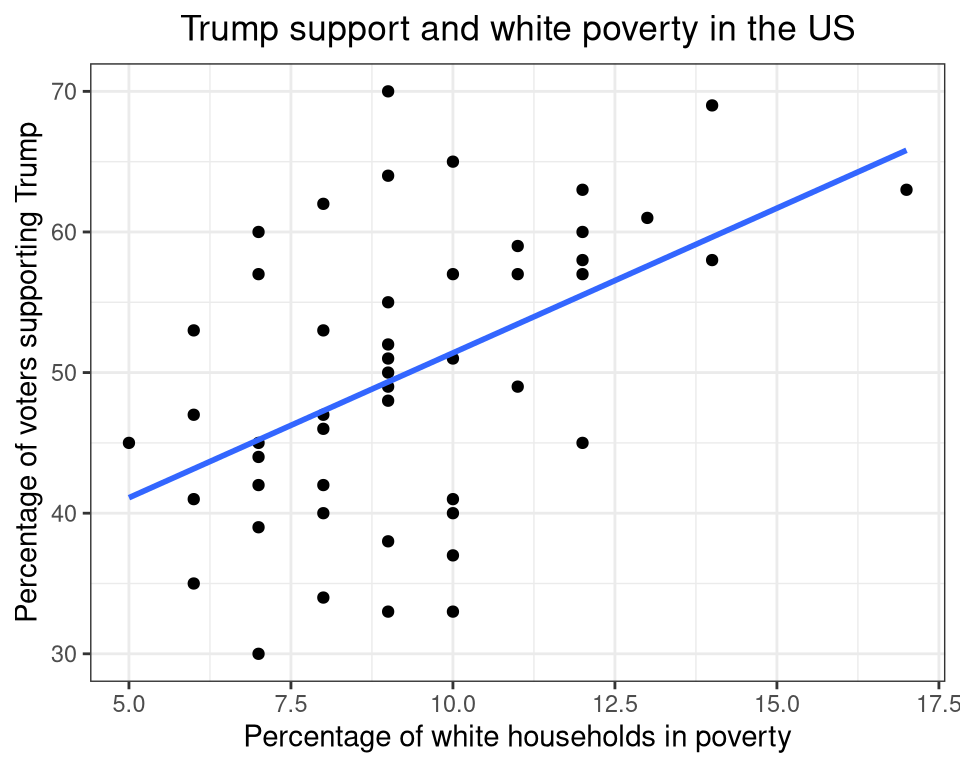 Trump support and white poverty in the US
Percentage of voters supporting Trump
70
60
50
40
30
5.0 7.5 10.0 12.5 15.0 17.5
Percentage of white households in poverty